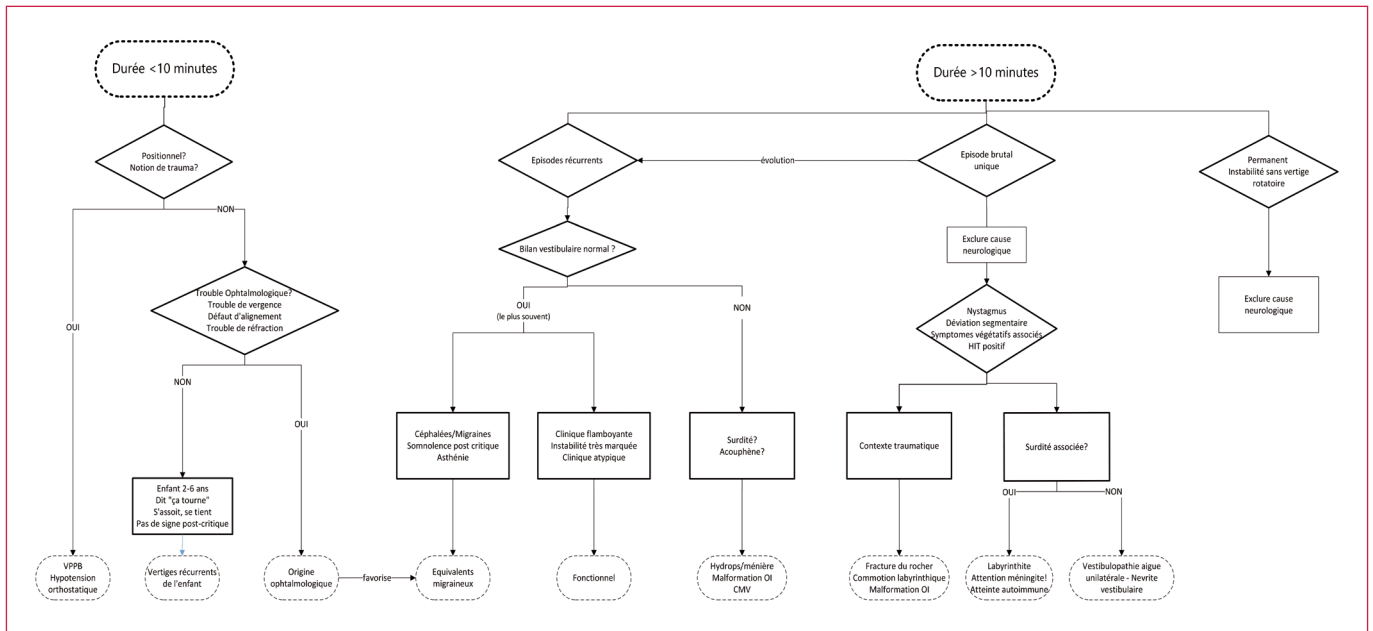 Durée <10 minutes
Positionnel?
Notion de trauma?
OUI
NON
Trouble Ophtalmologique?
Trouble de vergence
Défaut d'alignement
Trouble de réfraction
NON
OUI
Enfant 2-6 ans
Dit "ça tourne"
S'assoit, se tient
Pas de signe post-critique
VPPB
Hypotension
orthostatique
Vertiges récurrents
de l'enfant
Origine
ophtalmologique
favorise
Durée >10 minutes
Episodes récurrents
évolution
Episode brutal
unique
Permanent
Instabilité sans vertige
rotatoire
Bilan vestibulaire normal ?
OUI
(le plus souvent)
NON
Céphalées/Migraines
Somnolence post critique
Asthénie
Clinique flamboyante
Instabilité très marquée
Clinique atypique
Surdité?
Acouphène?
Equivalents
migraineux
Fonctionnel
Hydrops/ménière
Malformation OI
CMV
Exclure cause
neurologique
Nystagmus
Déviation segmentaire
Symptomes végétatifs associés
HIT positif
Contexte traumatique
Surdité associée?
OUI
NON
Fracture du rocher
Commotion labyrinthique
Malformation OI
Labyrinthite
Attention méningite!
Atteinte autoimmune
Vestibulopathie aigue
unilatérale - Nevrite
vestibulaire
Exclure cause
neurologique